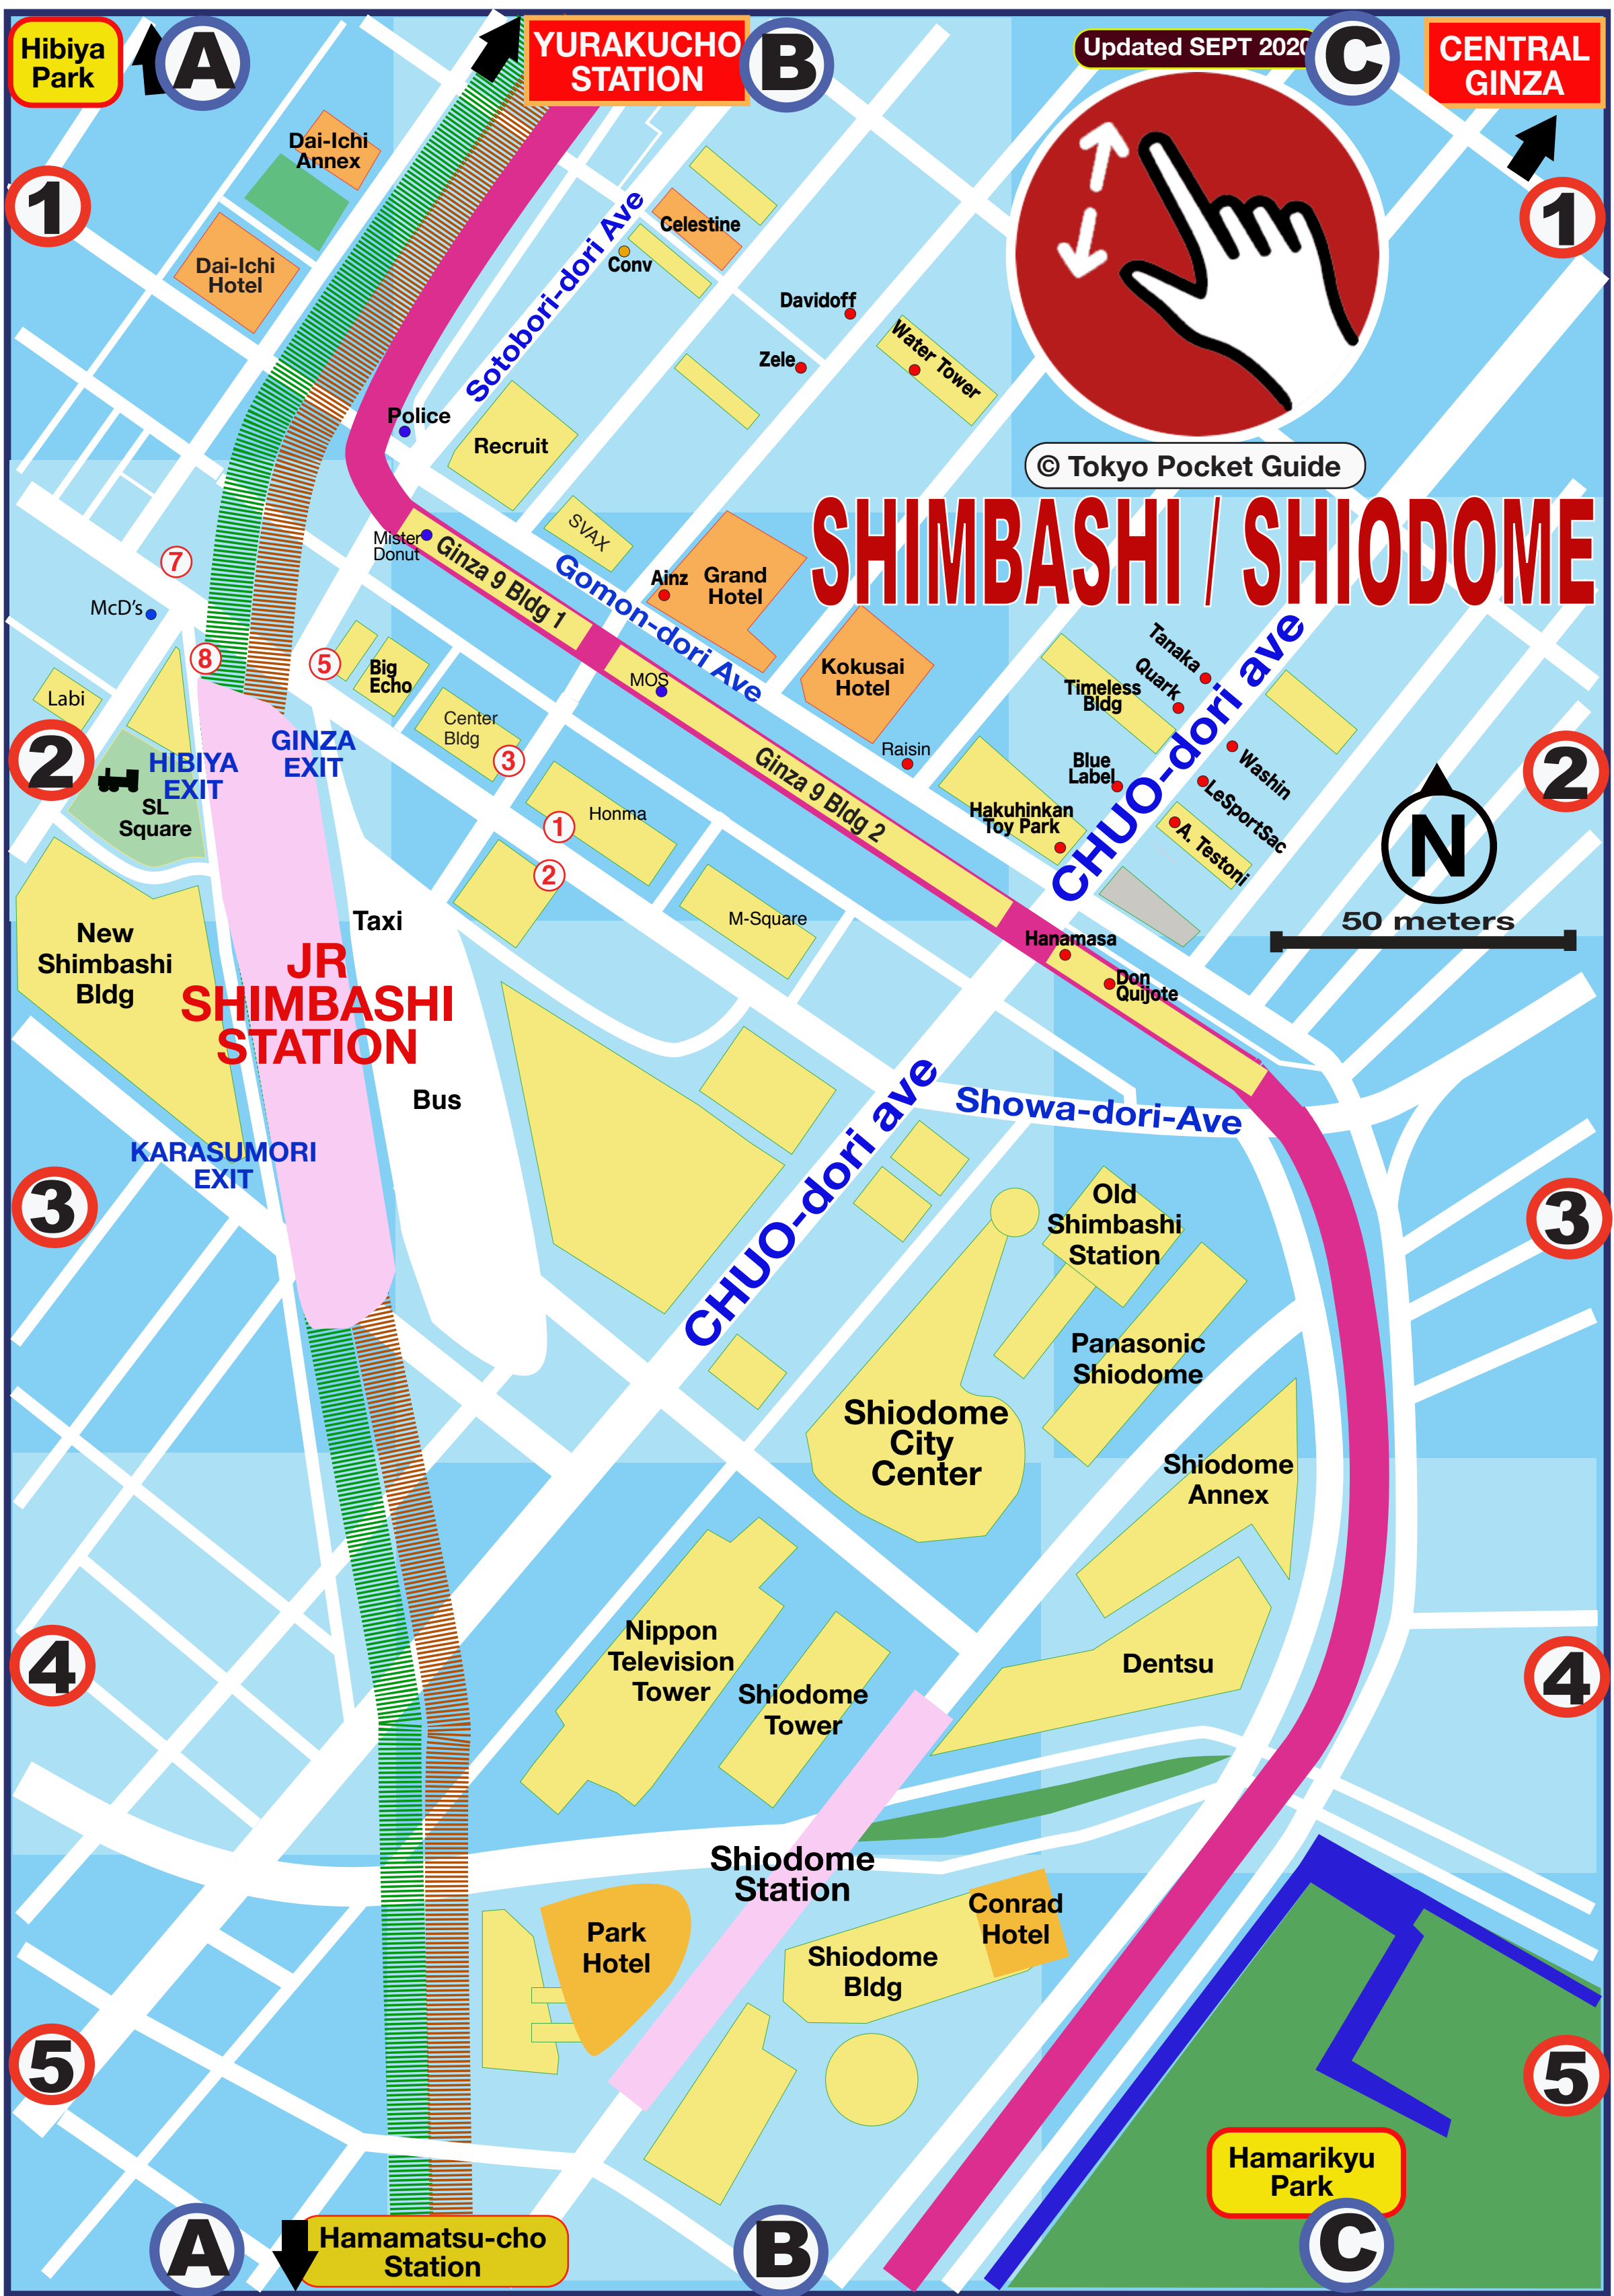 Hibiya
Park
A
YURAKUCHO
STATION
B
Updated SEPT 2020
C
CENTRAL
GINZA
Dai-Ichi
Annex
1
1
Celestine
Conv
Dai-Ichi
Hotel
Sotobori-dori Ave
Davidoff
Zele
Water Tower
Police
Recruit
© Tokyo Pocket Guide
SHIMBASHI / SHIODOME
SVAX
Mister
Donut
Ginza 9 Bldg 1
Gomon-dori Ave
Ainz
Grand
Hotel
7
McD's
8
5
Big
Echo
MOS
Kokusai
Hotel
Tanaka
Quark
Timeless
Bldg
CHUO-dori ave
Labi
Center
Bldg
3
GINZA
EXIT
HIBIYA
EXIT
2
2
SL
Square
Raisin
Ginza 9 Bldg 2
Blue
Label
Washin
LeSportSac
Hakuhinkan
Toy Park
A. Testoni
N
50 meters
Honma
1
2
M-Square
Taxi
New
Shimbashi
Bldg
JR
SHIMBASHI
STATION
Hanamasa
Don
Quijote
Bus
CHUO-dori ave
Showa-dori-Ave
KARASUMORI
EXIT
3
3
Old
Shimbashi
Station
Panasonic
Shiodome
Shiodome
City
Center
Shiodome
Annex
4
4
Nippon
Television
Tower
Shiodome
Tower
Dentsu
Shiodome
Station
Park
Hotel
Conrad
Hotel
Shiodome
Bldg
5
5
Hamarikyu
Park
A
Hamamatsu-cho
Station
B
C